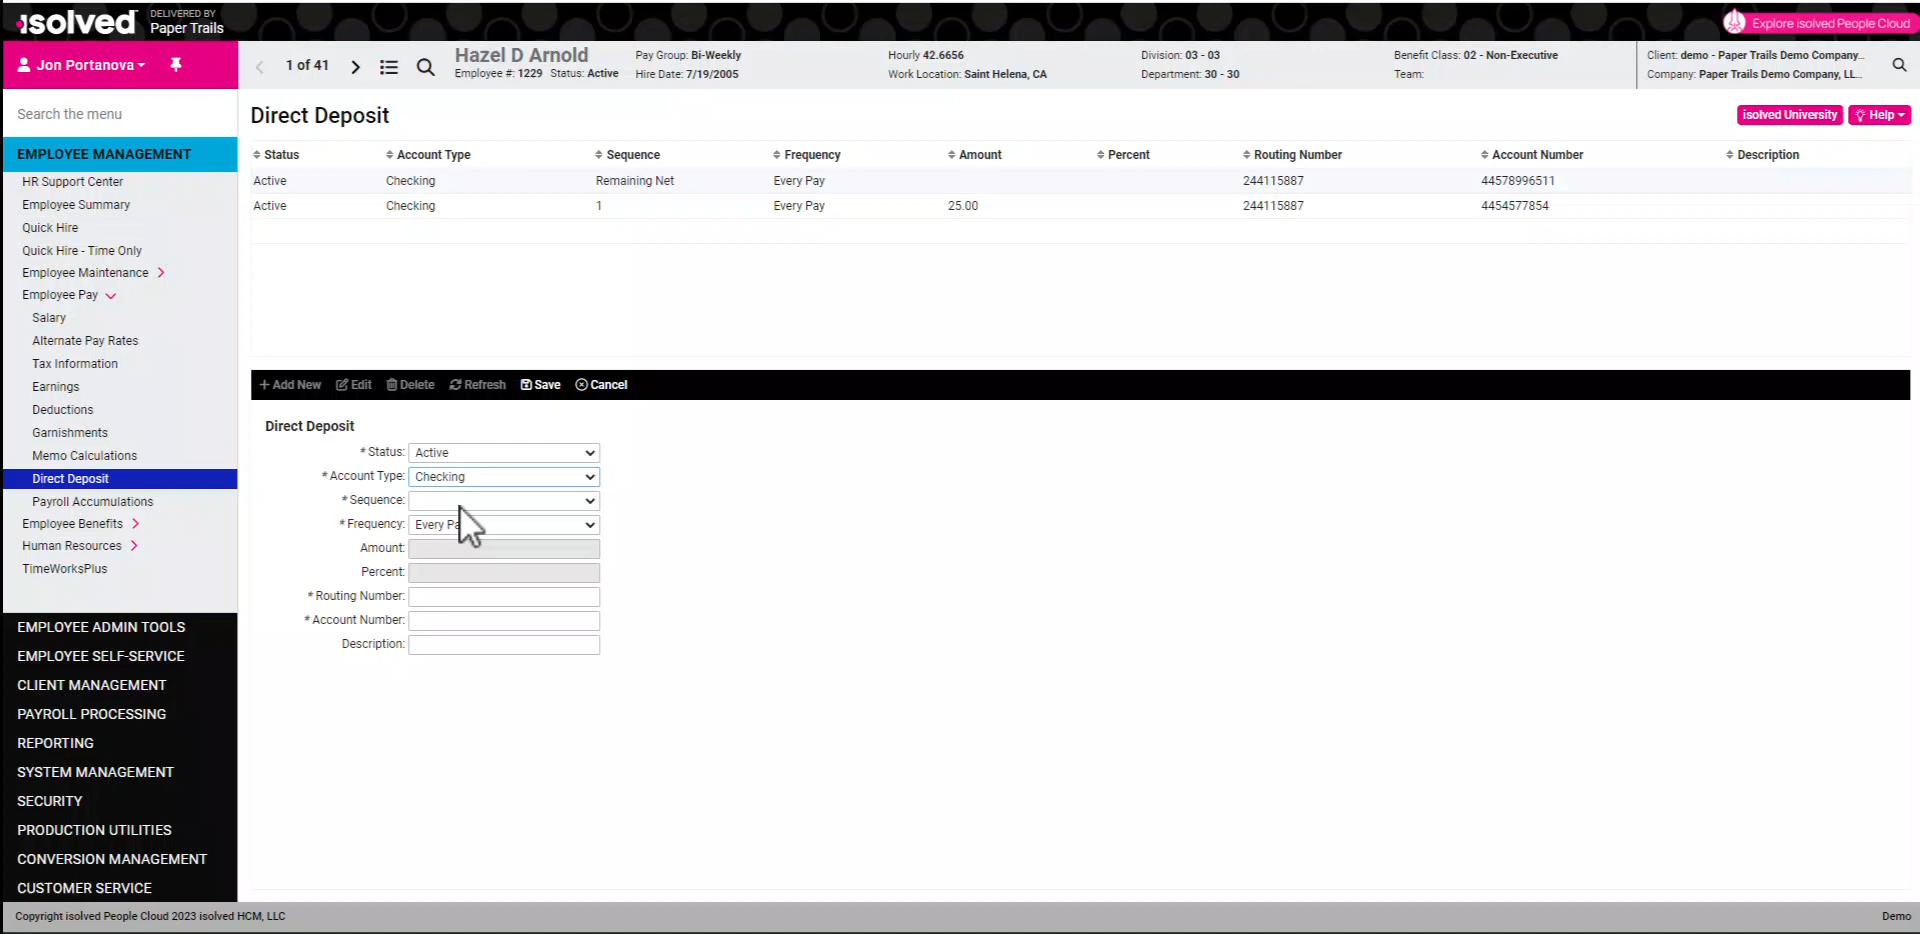 isolved DELIVERED BY Paper Trails
Explore isolved People Cloud
Jon Portanova
1 of 41
Hazel D Arnold
Employee #: 1229 Status: Active
Pay Group: Bi-Weekly
Hire Date: 7/19/2005
Hourly 42.6656
Work Location: Saint Helena, CA
Division: 03 - 03
Department: 30 - 30
Benefit Class: 02 - Non-Executive
Team:
Client: demo - Paper Trails Demo Company...
Company: Paper Trails Demo Company, LL...
Search the menu
EMPLOYEE MANAGEMENT
HR Support Center
Employee Summary
Quick Hire
Quick Hire - Time Only
Employee Maintenance
Employee Pay
Salary
Alternate Pay Rates
Tax Information
Earnings
Deductions
Garnishments
Memo Calculations
Direct Deposit
Payroll Accumulations
Employee Benefits
Human Resources
TimeWorksPlus
EMPLOYEE ADMIN TOOLS
EMPLOYEE SELF-SERVICE
CLIENT MANAGEMENT
PAYROLL PROCESSING
REPORTING
SYSTEM MANAGEMENT
SECURITY
PRODUCTION UTILITIES
CONVERSION MANAGEMENT
CUSTOMER SERVICE
Direct Deposit
isolved University Help
Status Account Type Sequence Frequency Amount Percent Routing Number Account Number Description
Active Checking Remaining Net Every Pay 244115887 44578996511
Active Checking 1 Every Pay 25.00 244115887 4454577854
+ Add New Edit Delete Refresh Save Cancel
Direct Deposit
* Status: Active
* Account Type: Checking
* Sequence:
* Frequency: Every
Amount:
Percent:
* Routing Number:
* Account Number:
Description:
Copyright isolved People Cloud 2023 isolved HCM, LLC
Demo